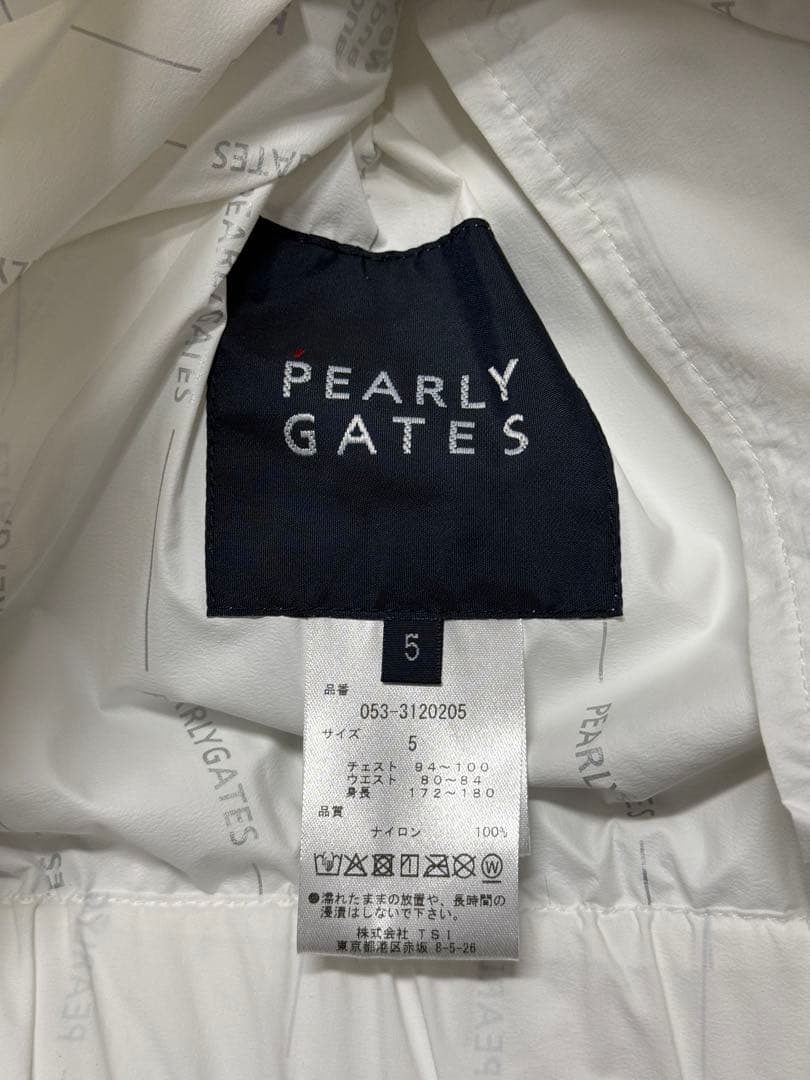 PEARLY
GATES
5
品番
053-3120205
サイズ
5
チェスト 94~100
ウエスト 80~84
身長 172~180
品質
ナイロン 100%
●濡れたままの放置や、長時間の
浸漬はしないで下さい。
株式会社 TSI
東京都港区赤坂 8-5-26
PEARLYGATES
PEARLYGATES